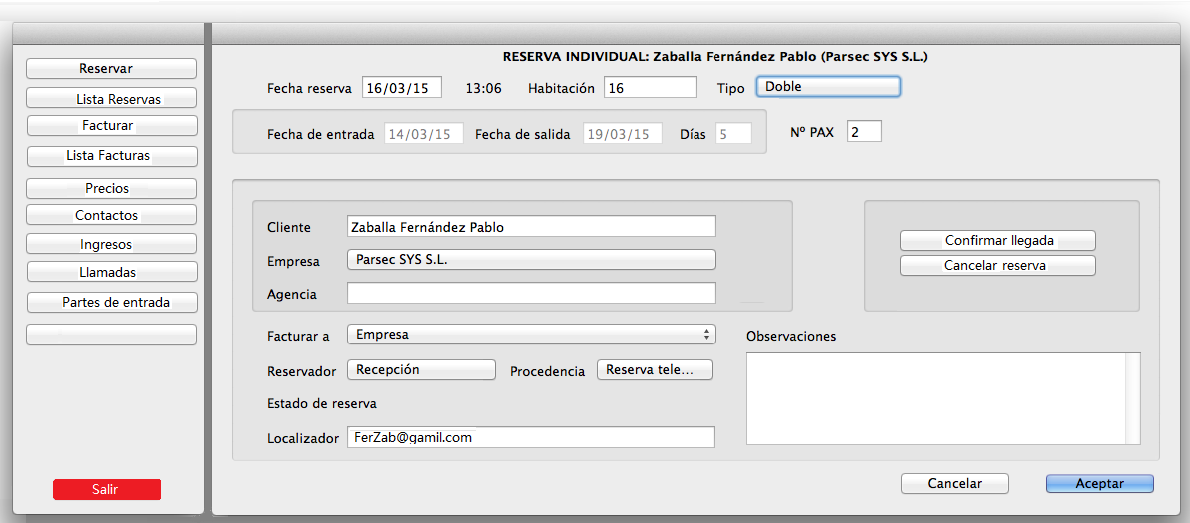 RESERVA INDIVIDUAL: Zaballa Fernández Pablo (Parsec SYS S.L.)
Reservar
Lista Reservas
Facturar
Lista Facturas
Precios
Contactos
Ingresos
Llamadas
Partes de entrada
Salir
Fecha reserva 16/03/15 13:06 Habitación 16 Tipo Doble
Fecha de entrada 14/03/15 Fecha de salida 19/03/15 Días 5 Nº PAX 2
Cliente Zaballa Fernández Pablo
Empresa Parsec SYS S.L.
Agencia
Confirmar llegada
Cancelar reserva
Facturar a Empresa
Reservador Recepción Procedencia Reserva tele...
Estado de reserva
Localizador FerZab@gamil.com
Observaciones
Cancelar Aceptar